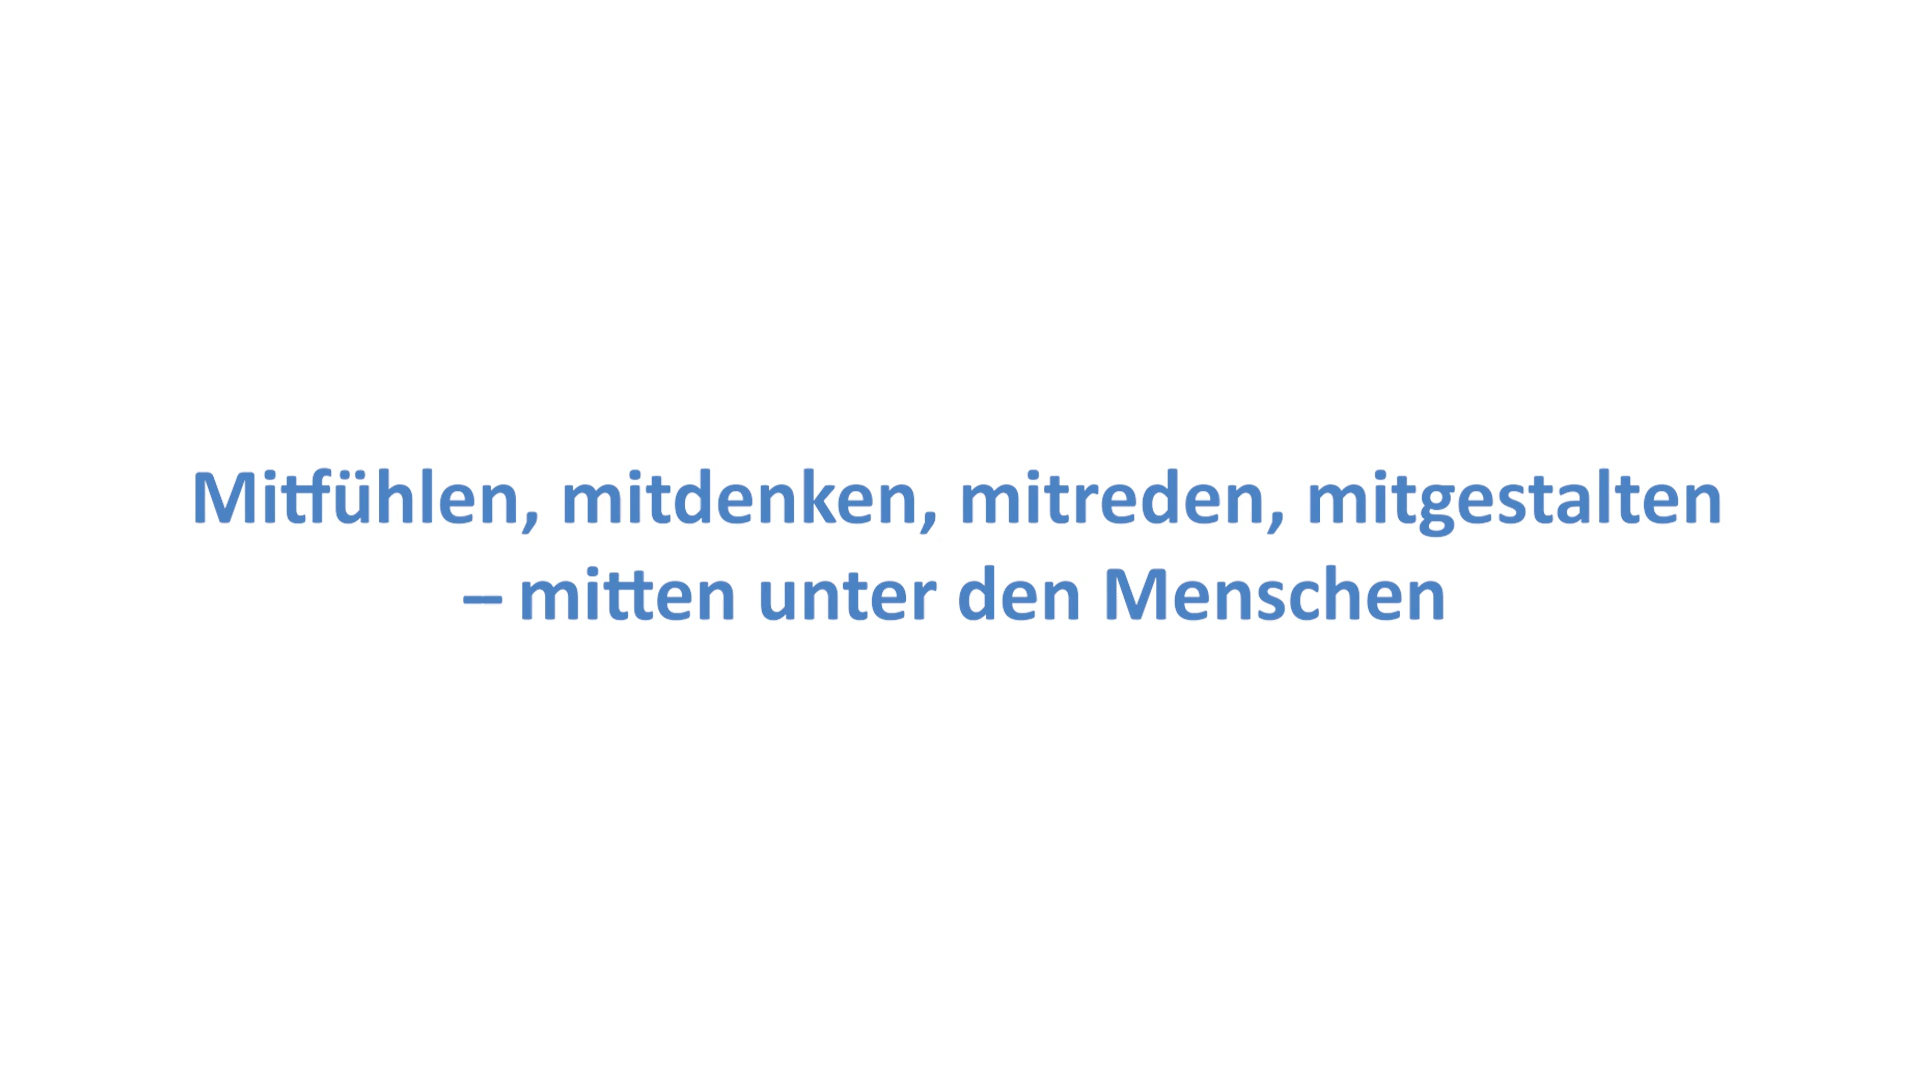 Mitfühlen, mitdenken, mitreden, mitgestalten
– mitten unter den Menschen